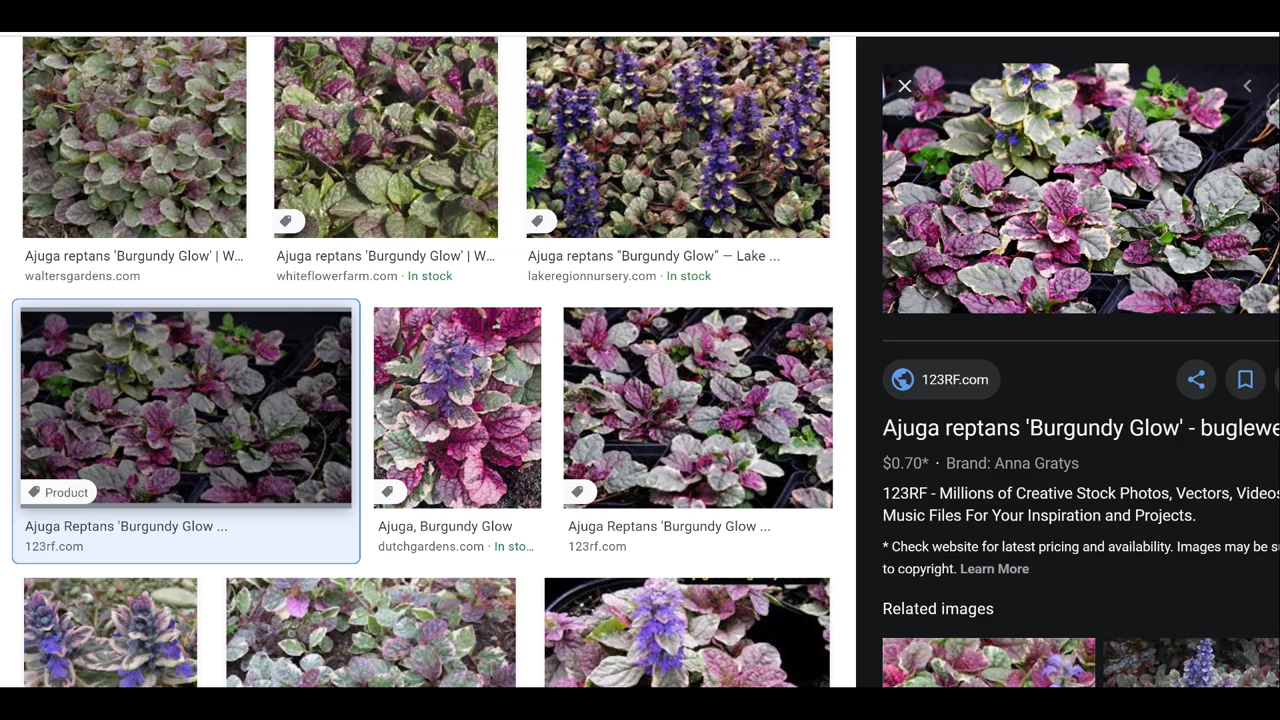 Ajuga reptans 'Burgundy Glow' | W...
waltersgardens.com
Ajuga reptans 'Burgundy Glow' | W...
whiteflowerfarm.com · In stock
Ajuga reptans "Burgundy Glow" — Lake ...
lakeregionnursery.com · In stock
Product
Ajuga Reptans 'Burgundy Glow ...
123rf.com
Ajuga, Burgundy Glow
dutchgardens.com · In sto...
Ajuga Reptans 'Burgundy Glow ...
123rf.com
123RF.com
Ajuga reptans 'Burgundy Glow' - buglewe
$0.70* · Brand: Anna Gratys
123RF - Millions of Creative Stock Photos, Vectors, Videos
Music Files For Your Inspiration and Projects.
* Check website for latest pricing and availability. Images may be s
to copyright. Learn More
Related images